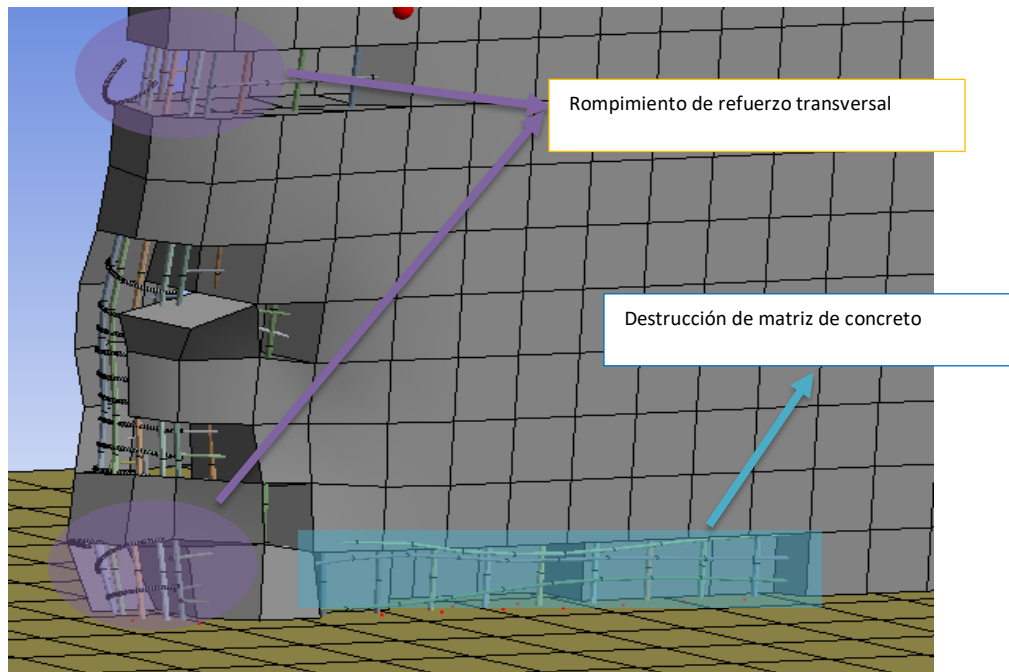 Rompimiento de refuerzo transversal
Destrucción de matriz de concreto